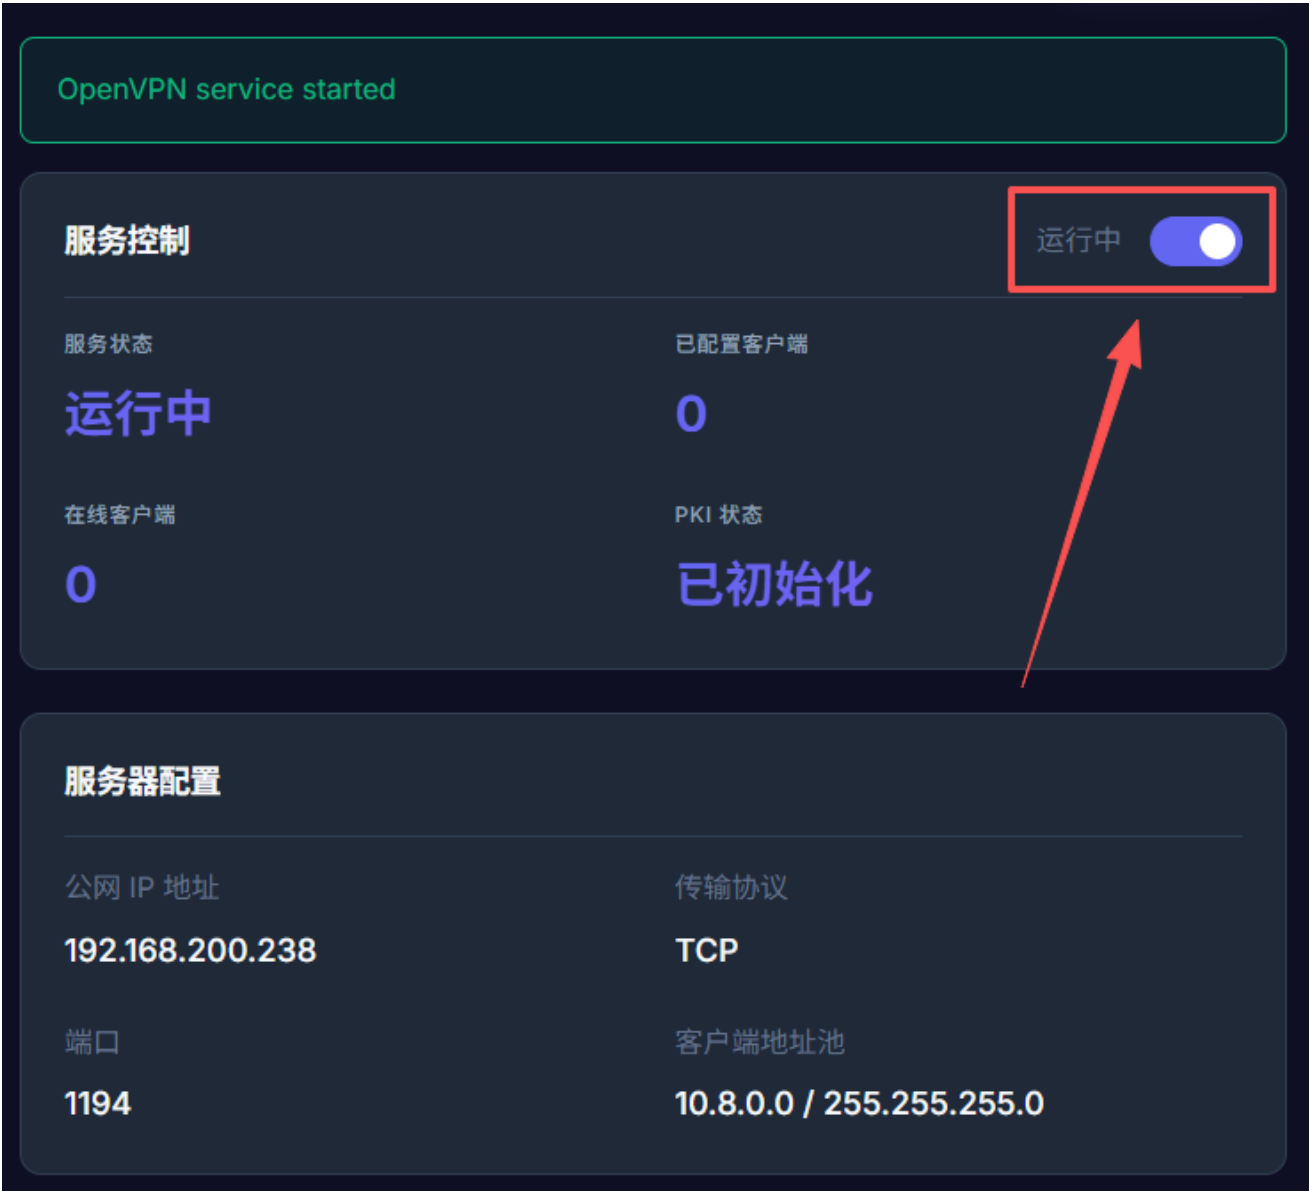 OpenVPN service started
服务控制
运行中
服务状态
已配置客户端
运行中
0
在线客户端
PKI 状态
0
已初始化
服务器配置
公网 IP 地址
传输协议
192.168.200.238
TCP
端口
客户端地址池
1194
10.8.0.0 / 255.255.255.0